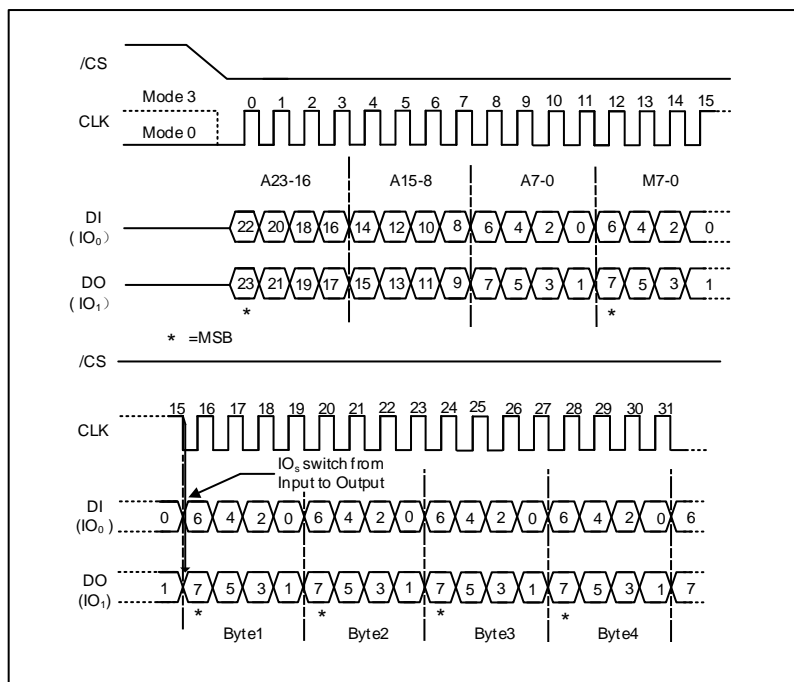 /CS
Mode 3
CLK
Mode 0
0 1 2 3 4 5 6 7 8 9 10 11 12 13 14 15
A23-16 A15-8 A7-0 M7-0
DI
( IO₀ )
22 20 18 16 14 12 10 8 6 4 2 0 6 4 2 0
DO
( IO₁ )
23 21 19 17 15 13 11 9 7 5 3 1 7 5 3 1
* *
* =MSB
/CS
15 16 17 18 19 20 21 22 23 24 25 26 27 28 29 30 31
CLK
IOₛ switch from
Input to Output
DI
(IO₀ )
0 6 4 2 0 6 4 2 0 6 4 2 0 6 4 2 0 6
DO
(IO₁)
1 7 5 3 1 7 5 3 1 7 5 3 1 7 5 3 1 7
* * * *
Byte1 Byte2 Byte3 Byte4